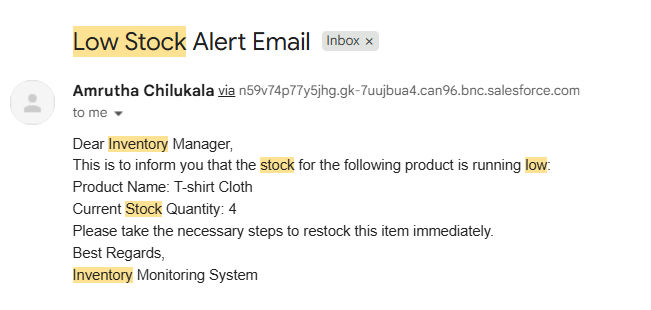 Low Stock Alert Email Inbox ×
Amrutha Chilukala via n59v74p77y5jhg.gk-7uujbua4.can96.bnc.salesforce.com
to me
Dear Inventory Manager,
This is to inform you that the stock for the following product is running low:
Product Name: T-shirt Cloth
Current Stock Quantity: 4
Please take the necessary steps to restock this item immediately.
Best Regards,
Inventory Monitoring System